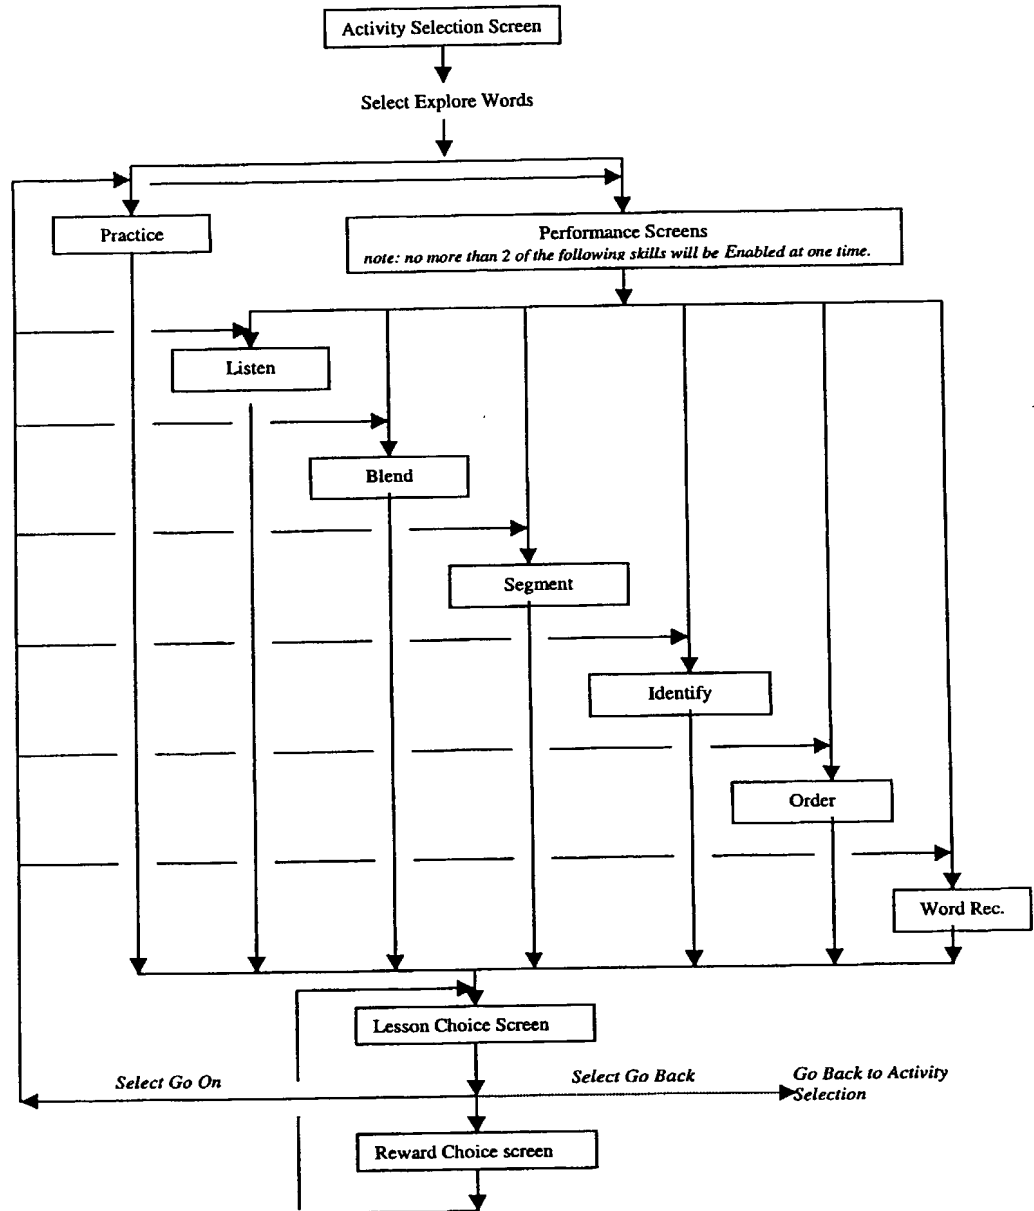 Activity Selection Screen
Select Explore Words
Practice
Performance Screens
note: no more than 2 of the following skills will be Enabled at one time.
Listen
Blend
Segment
Identify
Order
Word Rec.
Lesson Choice Screen
Select Go On
Select Go Back
Go Back to Activity
Selection
Reward Choice screen